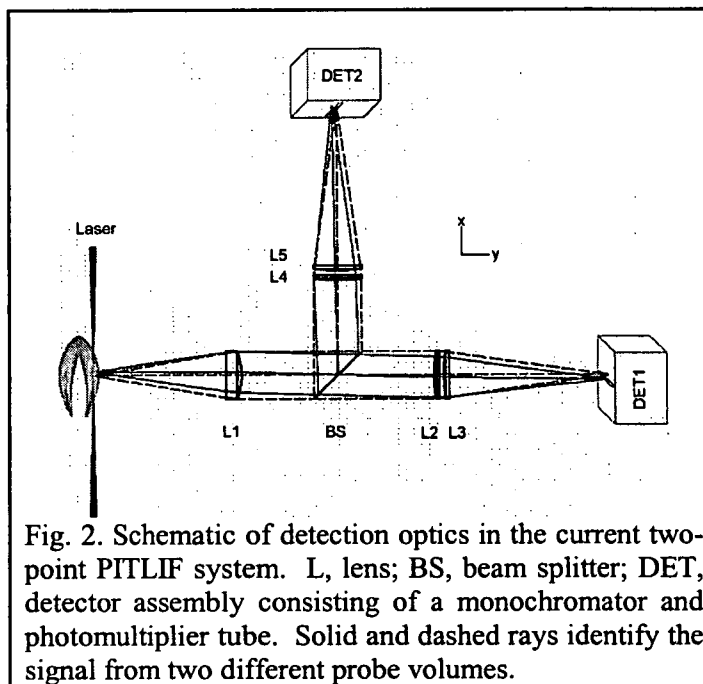 DET2
Laser
x
y
L5
L4
DET1
L1
BS
L2
L3
Fig. 2. Schematic of detection optics in the current two-
point PITLIF system. L, lens; BS, beam splitter; DET,
detector assembly consisting of a monochromator and
photomultiplier tube. Solid and dashed rays identify the
signal from two different probe volumes.